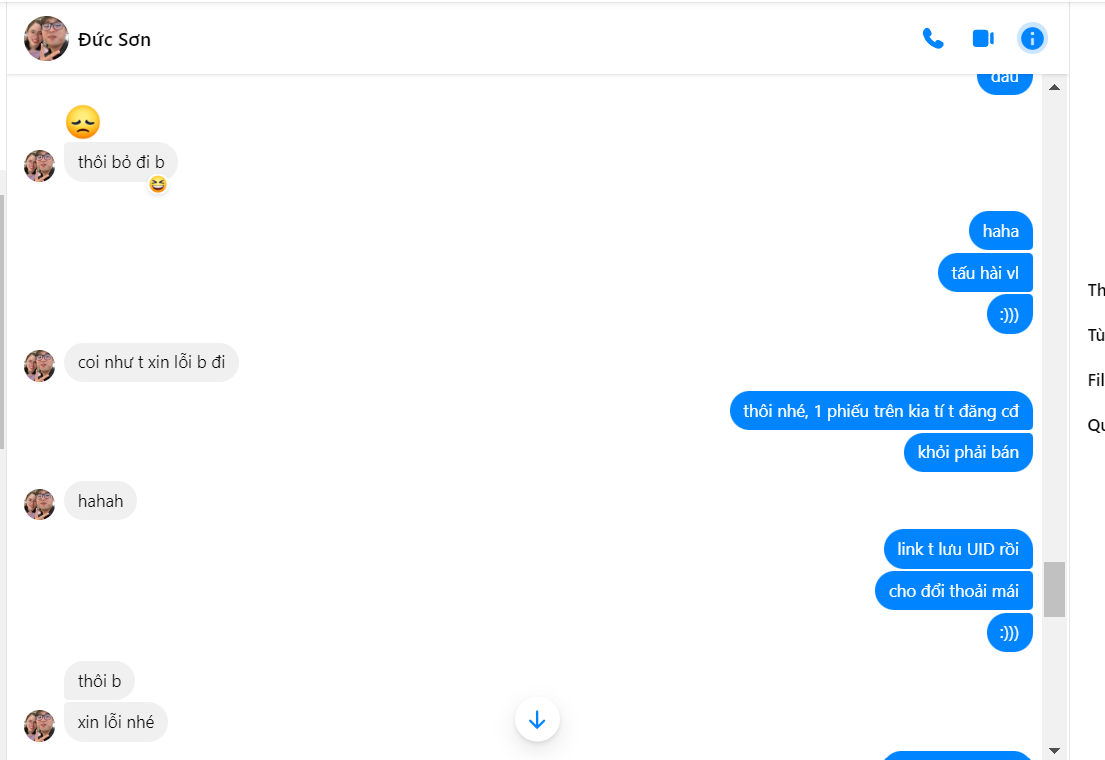 Đức Sơn
đâu
thôi bỏ đi b
haha
tấu hài vl
:)))
coi như t xin lỗi b đi
thôi nhé, 1 phiếu trên kia tí t đăng cđ
khỏi phải bán
hahah
link t lưu UID rồi
cho đổi thoải mái
:)))
thôi b
xin lỗi nhé
Th
Tù
Fil
Qu